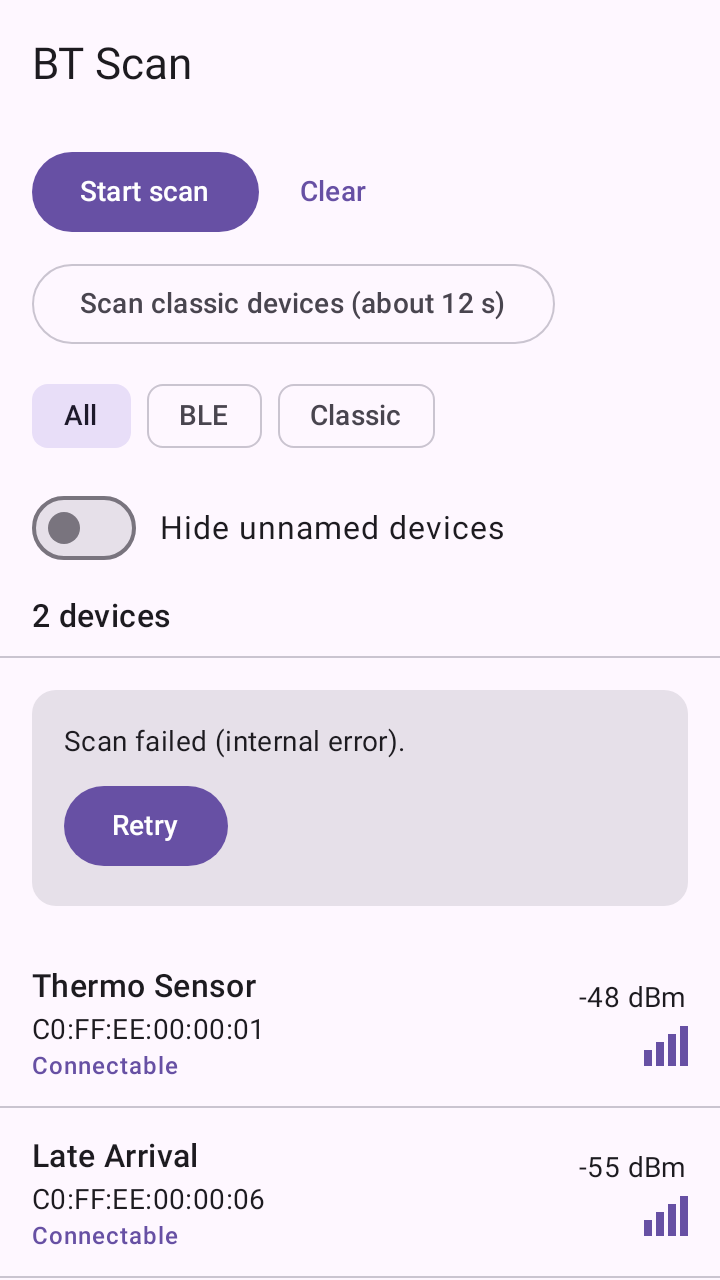 BT Scan
Start scan
Clear
Scan classic devices (about 12 s)
All
BLE
Classic
Hide unnamed devices
2 devices
Scan failed (internal error).
Retry
Thermo Sensor
-48 dBm
C0:FF:EE:00:00:01
Connectable
Late Arrival
-55 dBm
C0:FF:EE:00:00:06
Connectable